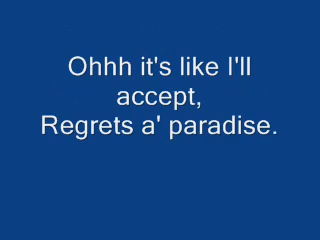 Ohhh it's like I'll
accept,
Regrets a' paradise.